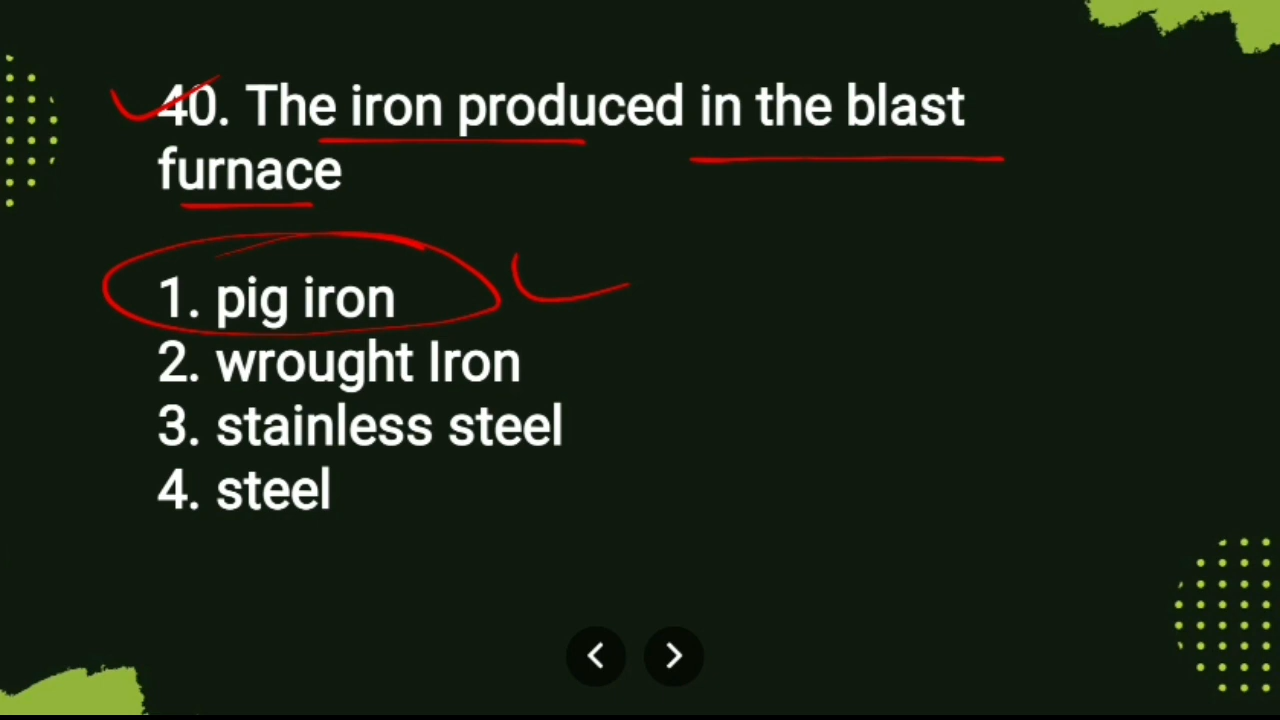 40. The iron produced in the blast
furnace
1. pig iron
2. wrought Iron
3. stainless steel
4. steel